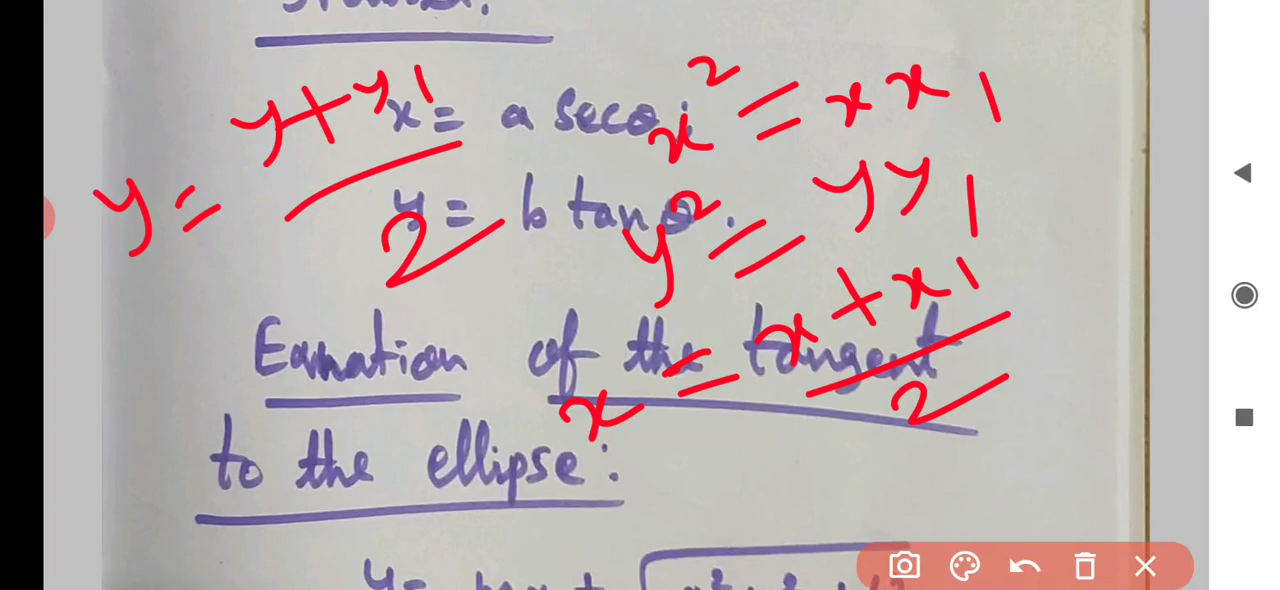 x = a secθ ;
y = b tanθ .
x² = xx1
y² = yy1
x = x+x1/2
y = y+y1/2
Equation of the tangent
to the ellipse :